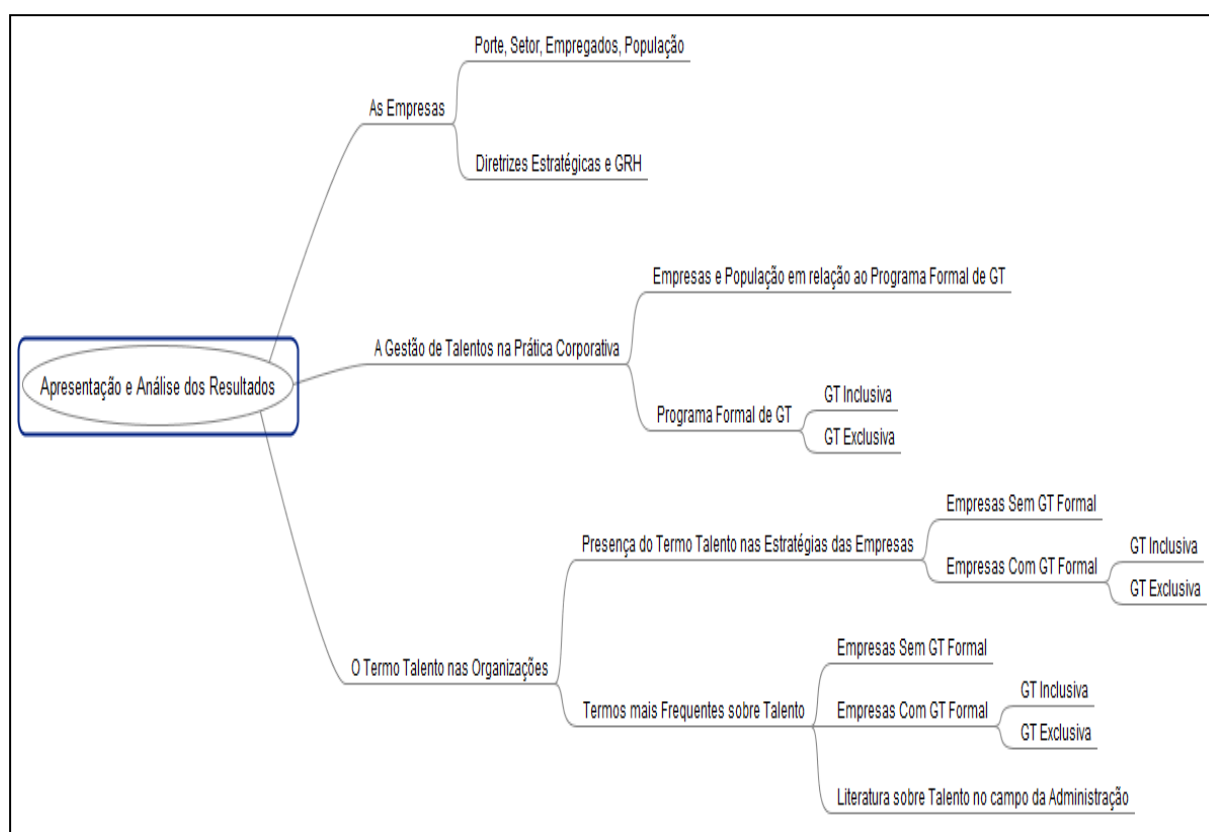 Apresentação e Análise dos Resultados
As Empresas
Porte, Setor, Empregados, População
Diretrizes Estratégicas e GRH
A Gestão de Talentos na Prática Corporativa
Empresas e População em relação ao Programa Formal de GT
Programa Formal de GT
GT Inclusiva
GT Exclusiva
O Termo Talento nas Organizações
Presença do Termo Talento nas Estratégias das Empresas
Empresas Sem GT Formal
Empresas Com GT Formal
GT Inclusiva
GT Exclusiva
Termos mais Frequentes sobre Talento
Empresas Sem GT Formal
Empresas Com GT Formal
GT Inclusiva
GT Exclusiva
Literatura sobre Talento no campo da Administração